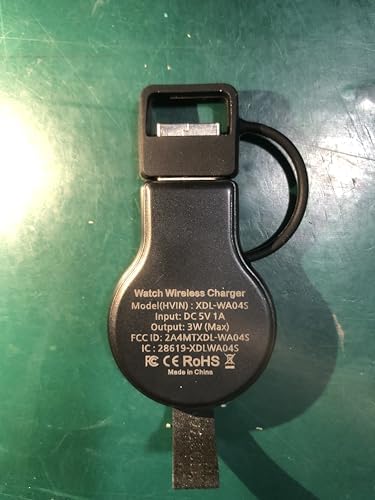 Watch Wireless Charger
Model(HVIN) : XDL-WA04S
Input: DC 5V 1A
Output: 3W (Max)
FCC ID: 2A4MTXDL-WA04S
IC : 28619-XDLWA04S
FC CE RoHS
Made in China